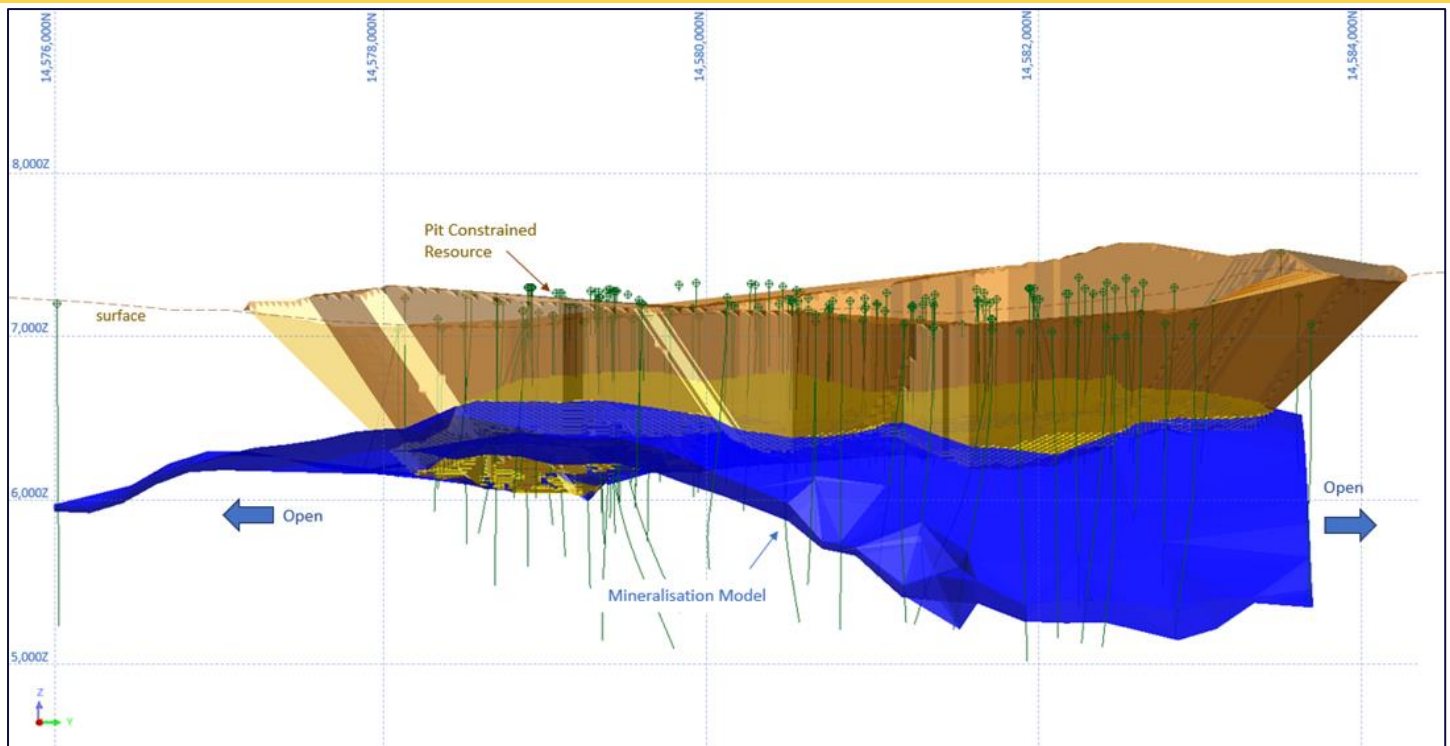 14,576,000N
14,578,000N
14,580,000N
14,582,000N
14,584,000N
8,000Z
Pit Constrained
Resource
surface
7,000Z
6,000Z
Open
Open
Mineralisation Model
5,000Z
Z
Y